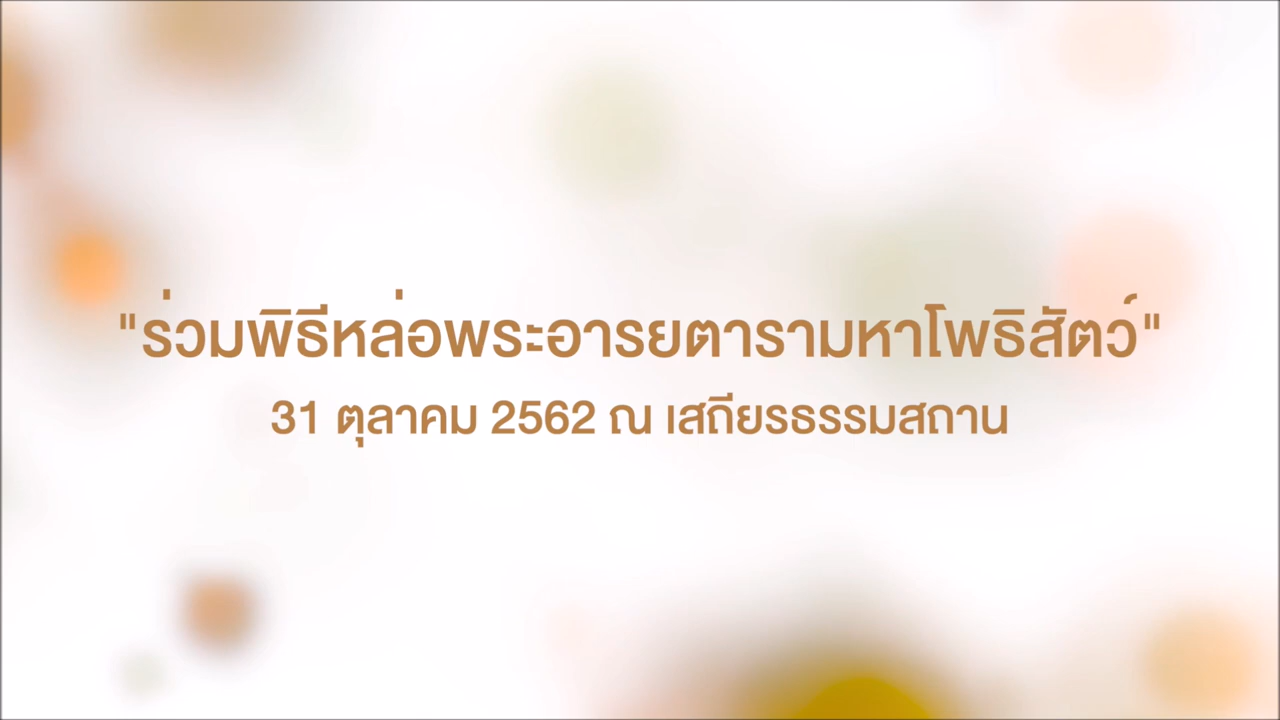 "ร่วมพิธีหล่อพระอารยตารามหาโพธิสัตว์"
31 ตุลาคม 2562 ณ เสถียรธรรมสถาน